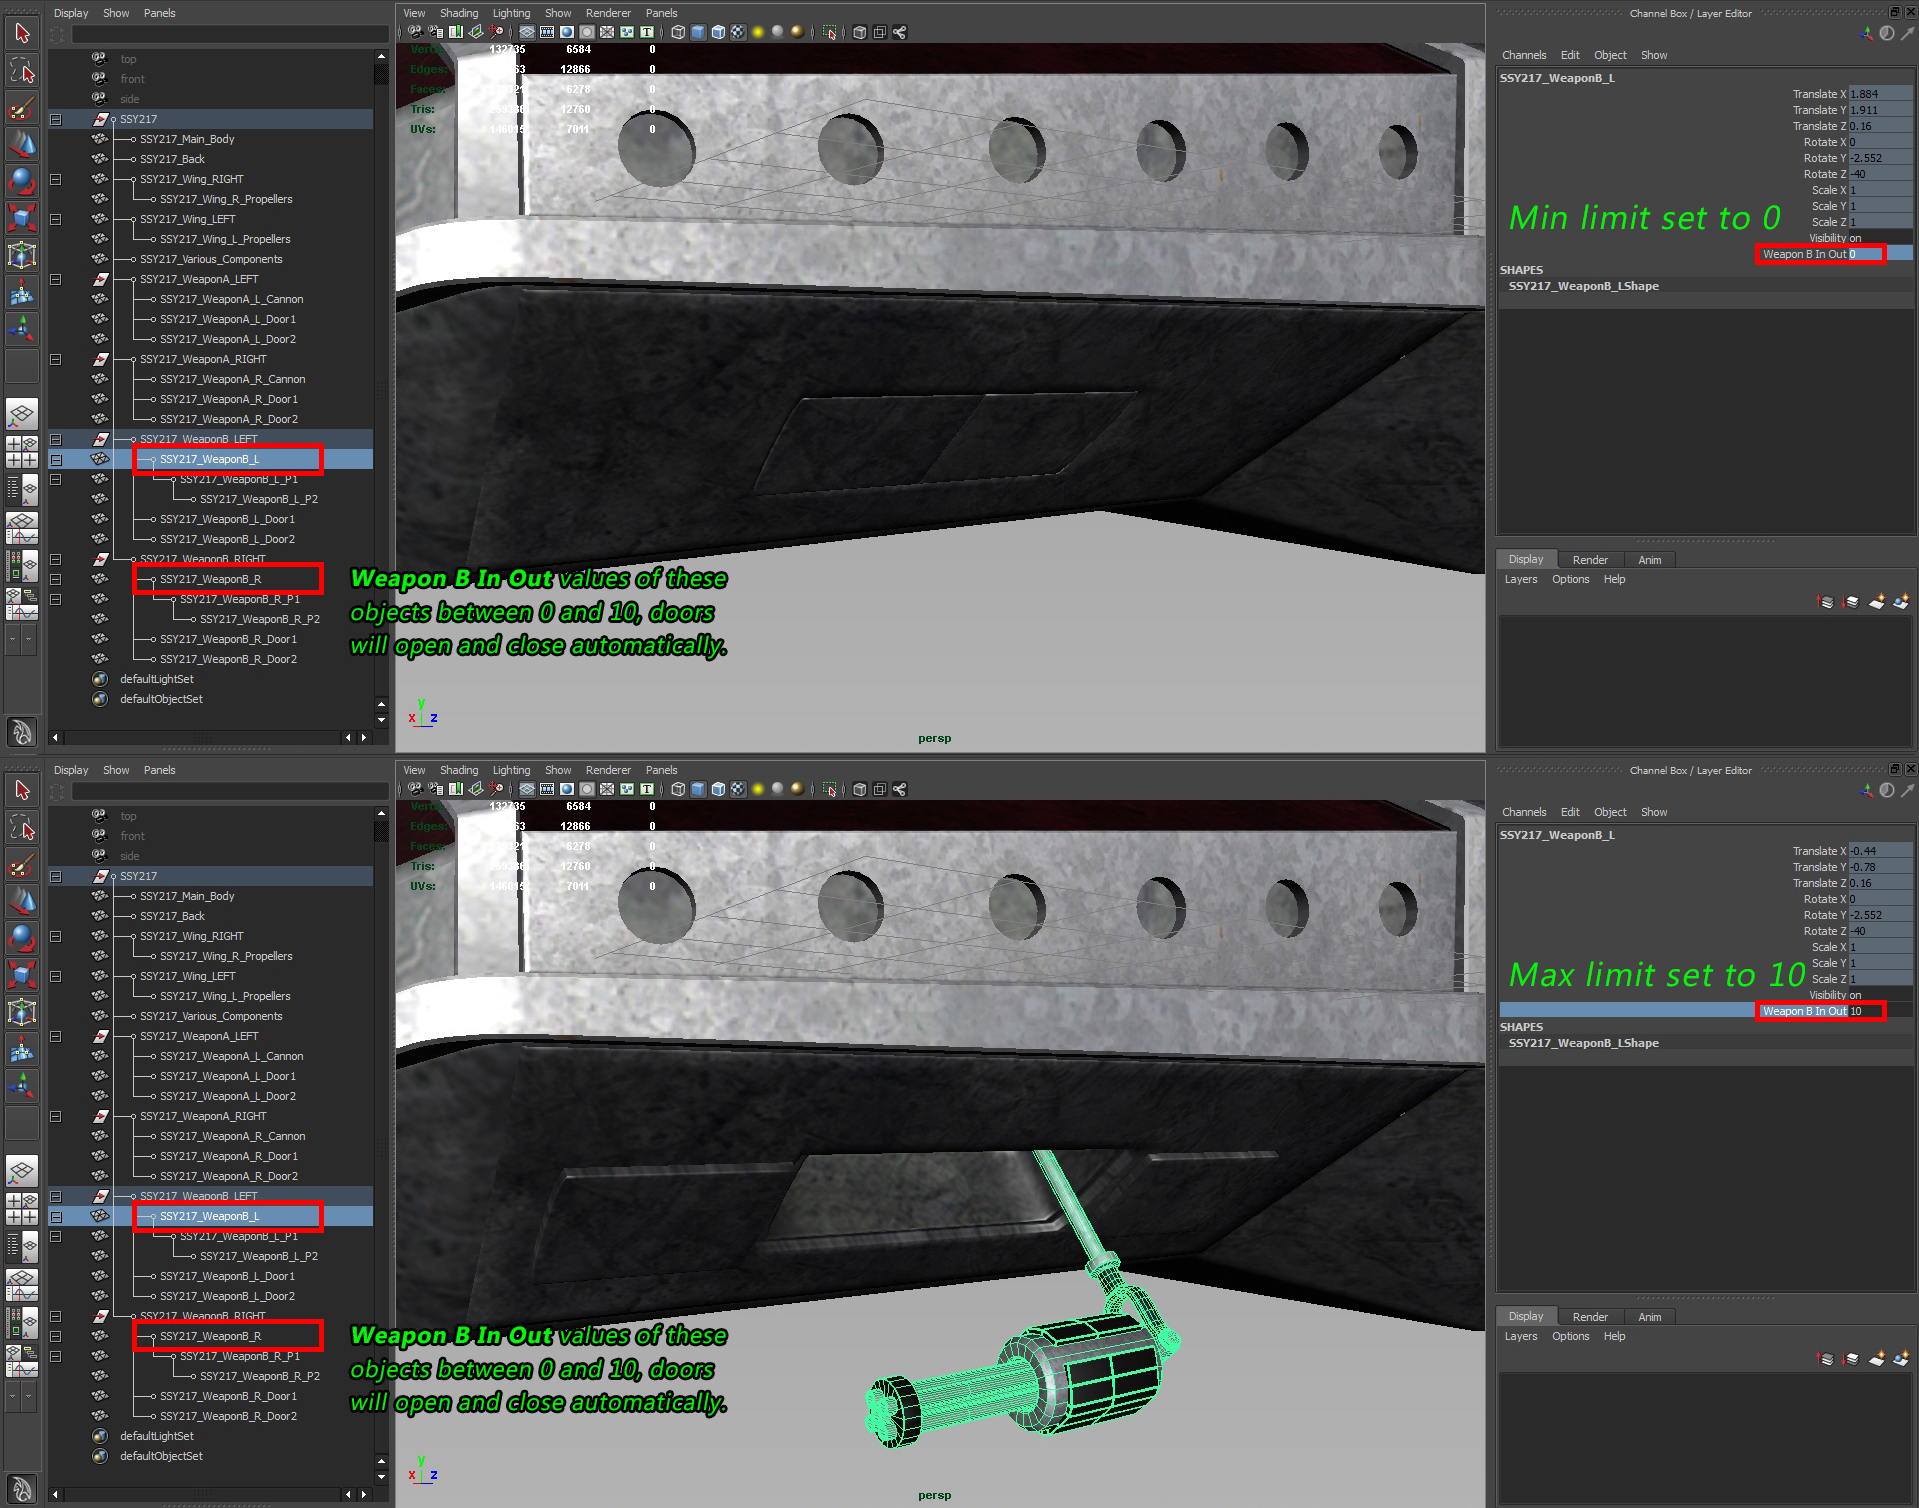 Display Show Panels
top
front
side
SSY217
SSY217_Main_Body
SSY217_Back
SSY217_Wing_RIGHT
SSY217_Wing_R_Propellers
SSY217_Wing_LEFT
SSY217_Wing_L_Propellers
SSY217_Various_Components
SSY217_WeaponA_LEFT
SSY217_WeaponA_L_Cannon
SSY217_WeaponA_L_Door1
SSY217_WeaponA_L_Door2
SSY217_WeaponA_RIGHT
SSY217_WeaponA_R_Cannon
SSY217_WeaponA_R_Door1
SSY217_WeaponA_R_Door2
SSY217_WeaponB_LEFT
SSY217_WeaponB_L
SSY217_WeaponB_L_P1
SSY217_WeaponB_L_P2
SSY217_WeaponB_L_Door1
SSY217_WeaponB_L_Door2
SSY217_WeaponB_RIGHT
SSY217_WeaponB_R
SSY217_WeaponB_R_P1
SSY217_WeaponB_R_P2
SSY217_WeaponB_R_Door1
SSY217_WeaponB_R_Door2
defaultLightSet
defaultObjectSet
View Shading Lighting Show Renderer Panels
132735 6584 0
Edges: 12866 0
Faces: 6278 0
Tris: 12760 0
UVs: 7011 0
Weapon B In Out values of these
objects between 0 and 10, doors
will open and close automatically.
y
x z
persp
Channel Box / Layer Editor
Channels Edit Object Show
SSY217_WeaponB_L
Translate X 1.884
Translate Y 1.911
Translate Z 0.16
Rotate X 0
Rotate Y -2.552
Rotate Z -40
Scale X 1
Scale Y 1
Scale Z 1
Min limit set to 0
Visibility on
Weapon B In Out 0
SHAPES
SSY217_WeaponB_LShape
Display Render Anim
Layers Options Help
Display Show Panels
top
front
side
SSY217
SSY217_Main_Body
SSY217_Back
SSY217_Wing_RIGHT
SSY217_Wing_R_Propellers
SSY217_Wing_LEFT
SSY217_Wing_L_Propellers
SSY217_Various_Components
SSY217_WeaponA_LEFT
SSY217_WeaponA_L_Cannon
SSY217_WeaponA_L_Door1
SSY217_WeaponA_L_Door2
SSY217_WeaponA_RIGHT
SSY217_WeaponA_R_Cannon
SSY217_WeaponA_R_Door1
SSY217_WeaponA_R_Door2
SSY217_WeaponB_LEFT
SSY217_WeaponB_L
SSY217_WeaponB_L_P1
SSY217_WeaponB_L_P2
SSY217_WeaponB_L_Door1
SSY217_WeaponB_L_Door2
SSY217_WeaponB_RIGHT
SSY217_WeaponB_R
SSY217_WeaponB_R_P1
SSY217_WeaponB_R_P2
SSY217_WeaponB_R_Door1
SSY217_WeaponB_R_Door2
defaultLightSet
defaultObjectSet
View Shading Lighting Show Renderer Panels
132735 6584 0
Edges: 12866 0
Faces: 6278 0
Tris: 12760 0
UVs: 7011 0
Weapon B In Out values of these
objects between 0 and 10, doors
will open and close automatically.
y
x z
persp
Channel Box / Layer Editor
Channels Edit Object Show
SSY217_WeaponB_L
Translate X -0.44
Translate Y -0.78
Translate Z 0.16
Rotate X 0
Rotate Y -2.552
Rotate Z -40
Scale X 1
Scale Y 1
Scale Z 1
Max limit set to 10
Visibility on
Weapon B In Out 10
SHAPES
SSY217_WeaponB_LShape
Display Render Anim
Layers Options Help